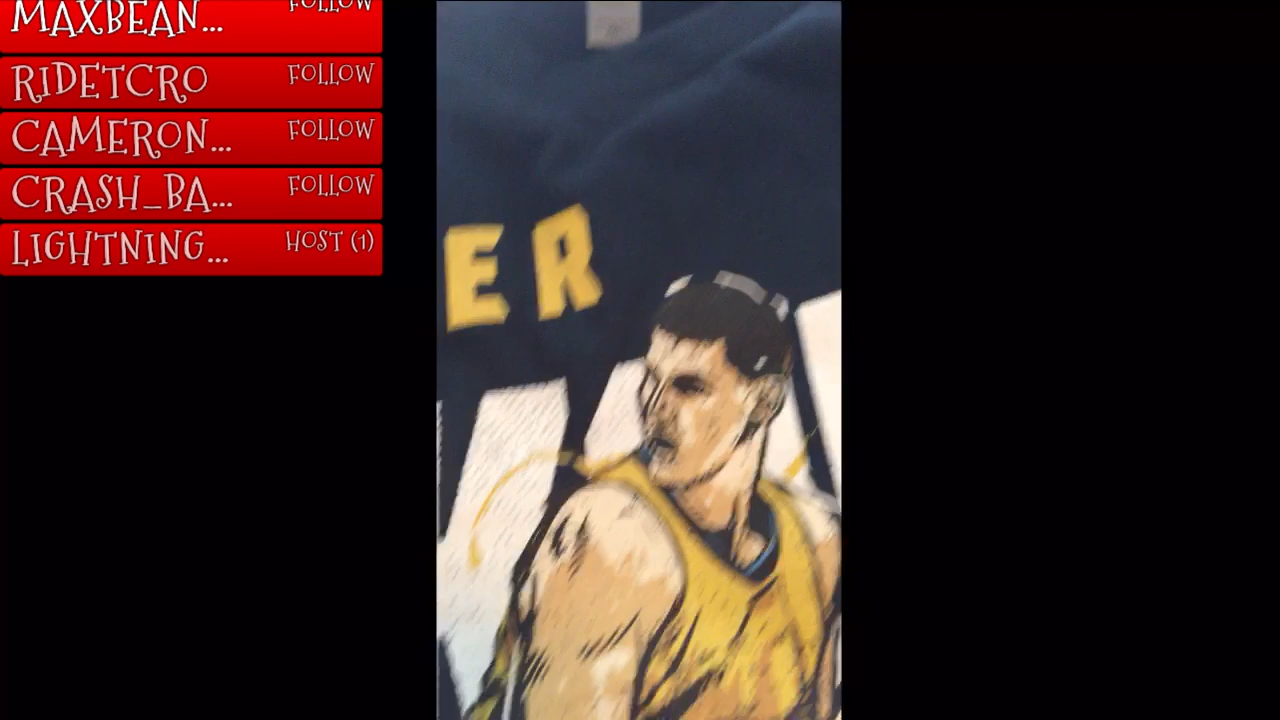 MAXBEAN... FOLLOW
RIDETCRO FOLLOW
CAMERON... FOLLOW
CRASH_BA... FOLLOW
LIGHTNING... HOST (1)
ER